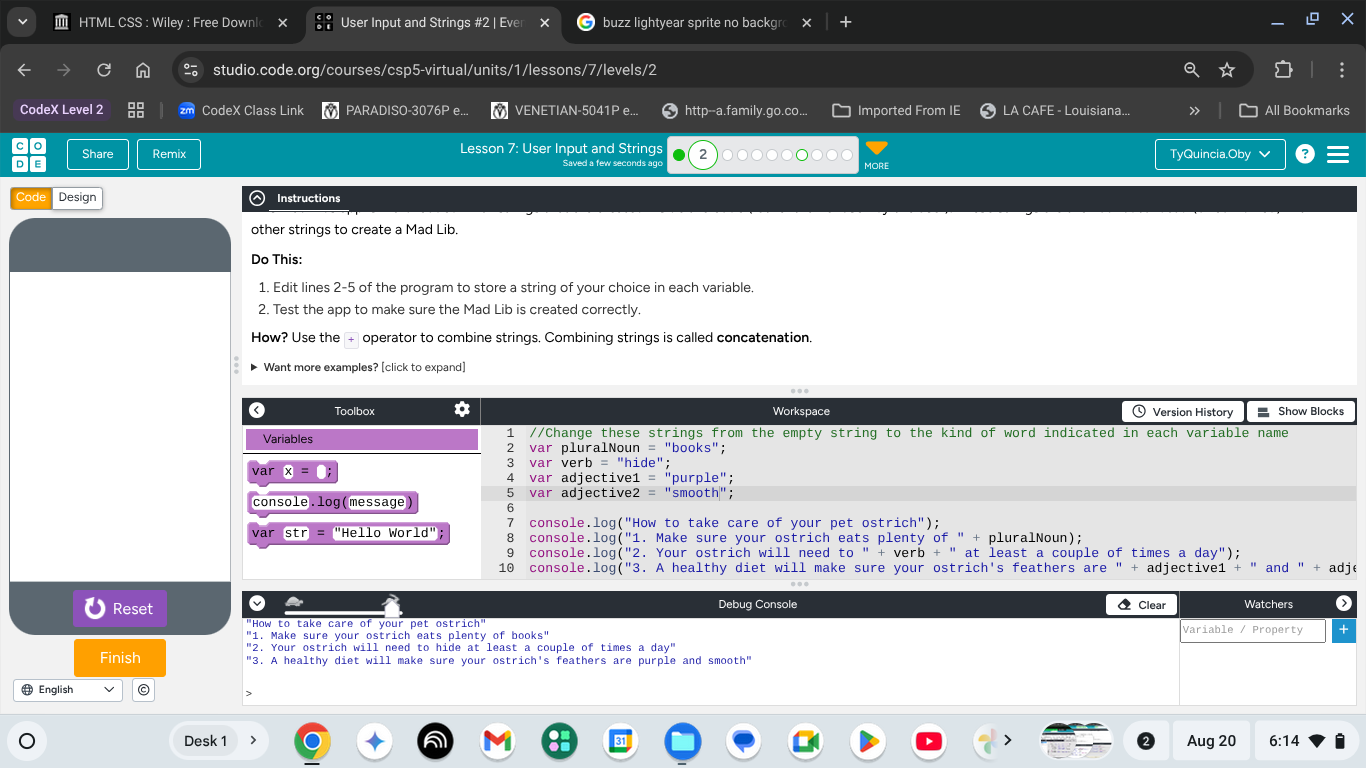 HTML CSS : Wiley : Free Downl
User Input and Strings #2 | Ever
buzz lightyear sprite no backgro
studio.code.org/courses/csp5-virtual/units/1/lessons/7/levels/2
CodeX Level 2
zm CodeX Class Link
PARADISO-3076P e...
VENETIAN-5041P e...
http--a.family.go.co...
Imported From IE
LA CAFE - Louisiana...
»
All Bookmarks
C O D E
Share
Remix
Lesson 7: User Input and Strings
Saved a few seconds ago
2
MORE
TyQuincia.Oby
?
Code Design
Instructions
other strings to create a Mad Lib.
Do This:
1. Edit lines 2-5 of the program to store a string of your choice in each variable.
2. Test the app to make sure the Mad Lib is created correctly.
How? Use the + operator to combine strings. Combining strings is called concatenation.
Want more examples? [click to expand]
Toolbox
Workspace
Version History
Show Blocks
Variables
var x = ;
console.log(message)
var str = "Hello World";
1 //Change these strings from the empty string to the kind of word indicated in each variable name
2 var pluralNoun = "books";
3 var verb = "hide";
4 var adjective1 = "purple";
5 var adjective2 = "smooth";
6
7 console.log("How to take care of your pet ostrich");
8 console.log("1. Make sure your ostrich eats plenty of " + pluralNoun);
9 console.log("2. Your ostrich will need to " + verb + " at least a couple of times a day");
10 console.log("3. A healthy diet will make sure your ostrich's feathers are " + adjective1 + " and " + adje
Reset
Finish
English
©
Debug Console
Clear
Watchers
"How to take care of your pet ostrich"
"1. Make sure your ostrich eats plenty of books"
"2. Your ostrich will need to hide at least a couple of times a day"
"3. A healthy diet will make sure your ostrich's feathers are purple and smooth"
>
Variable / Property
+
Desk 1
31
2
Aug 20
6:14